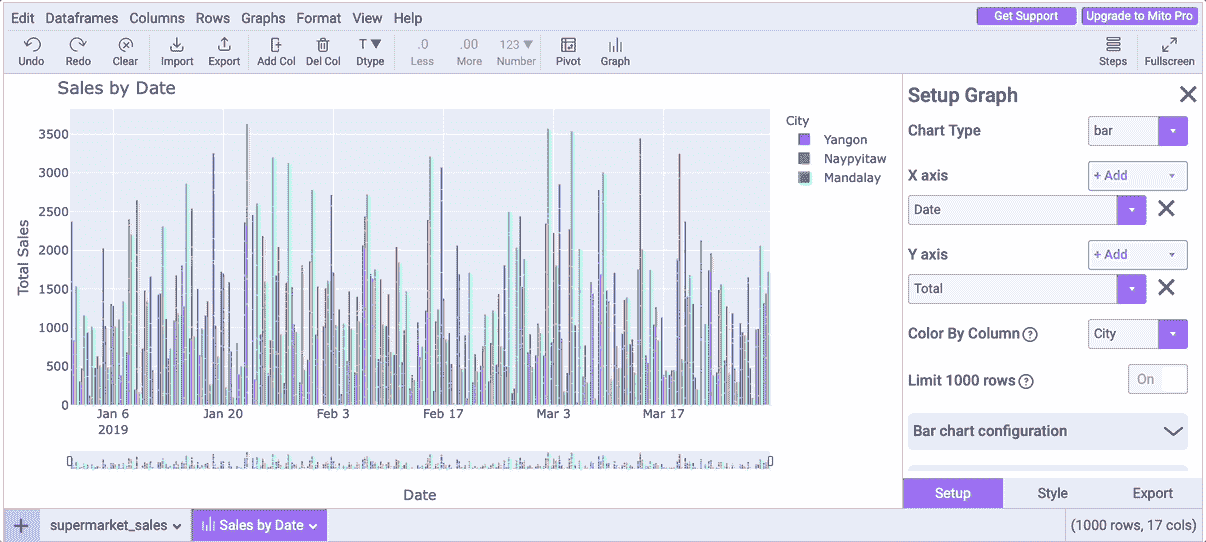 Edit Dataframes Columns Rows Graphs Format View Help Get Support Upgrade to Mito Pro
T .0 .00 123
Undo Redo Clear Import Export Add Col Del Col Dtype Less More Number Pivot Graph Steps Fullscreen
Sales by Date
Total Sales
3500
3000
2500
2000
1500
1000
500
0
Jan 6 Jan 20 Feb 3 Feb 17 Mar 3 Mar 17
2019
Date
City
Yangon
Naypyitaw
Mandalay
Setup Graph
Chart Type bar
X axis + Add
Date
Y axis + Add
Total
Color By Column ? City
Limit 1000 rows ? On
Bar chart configuration
Setup Style Export
+ supermarket_sales Sales by Date (1000 rows, 17 cols)